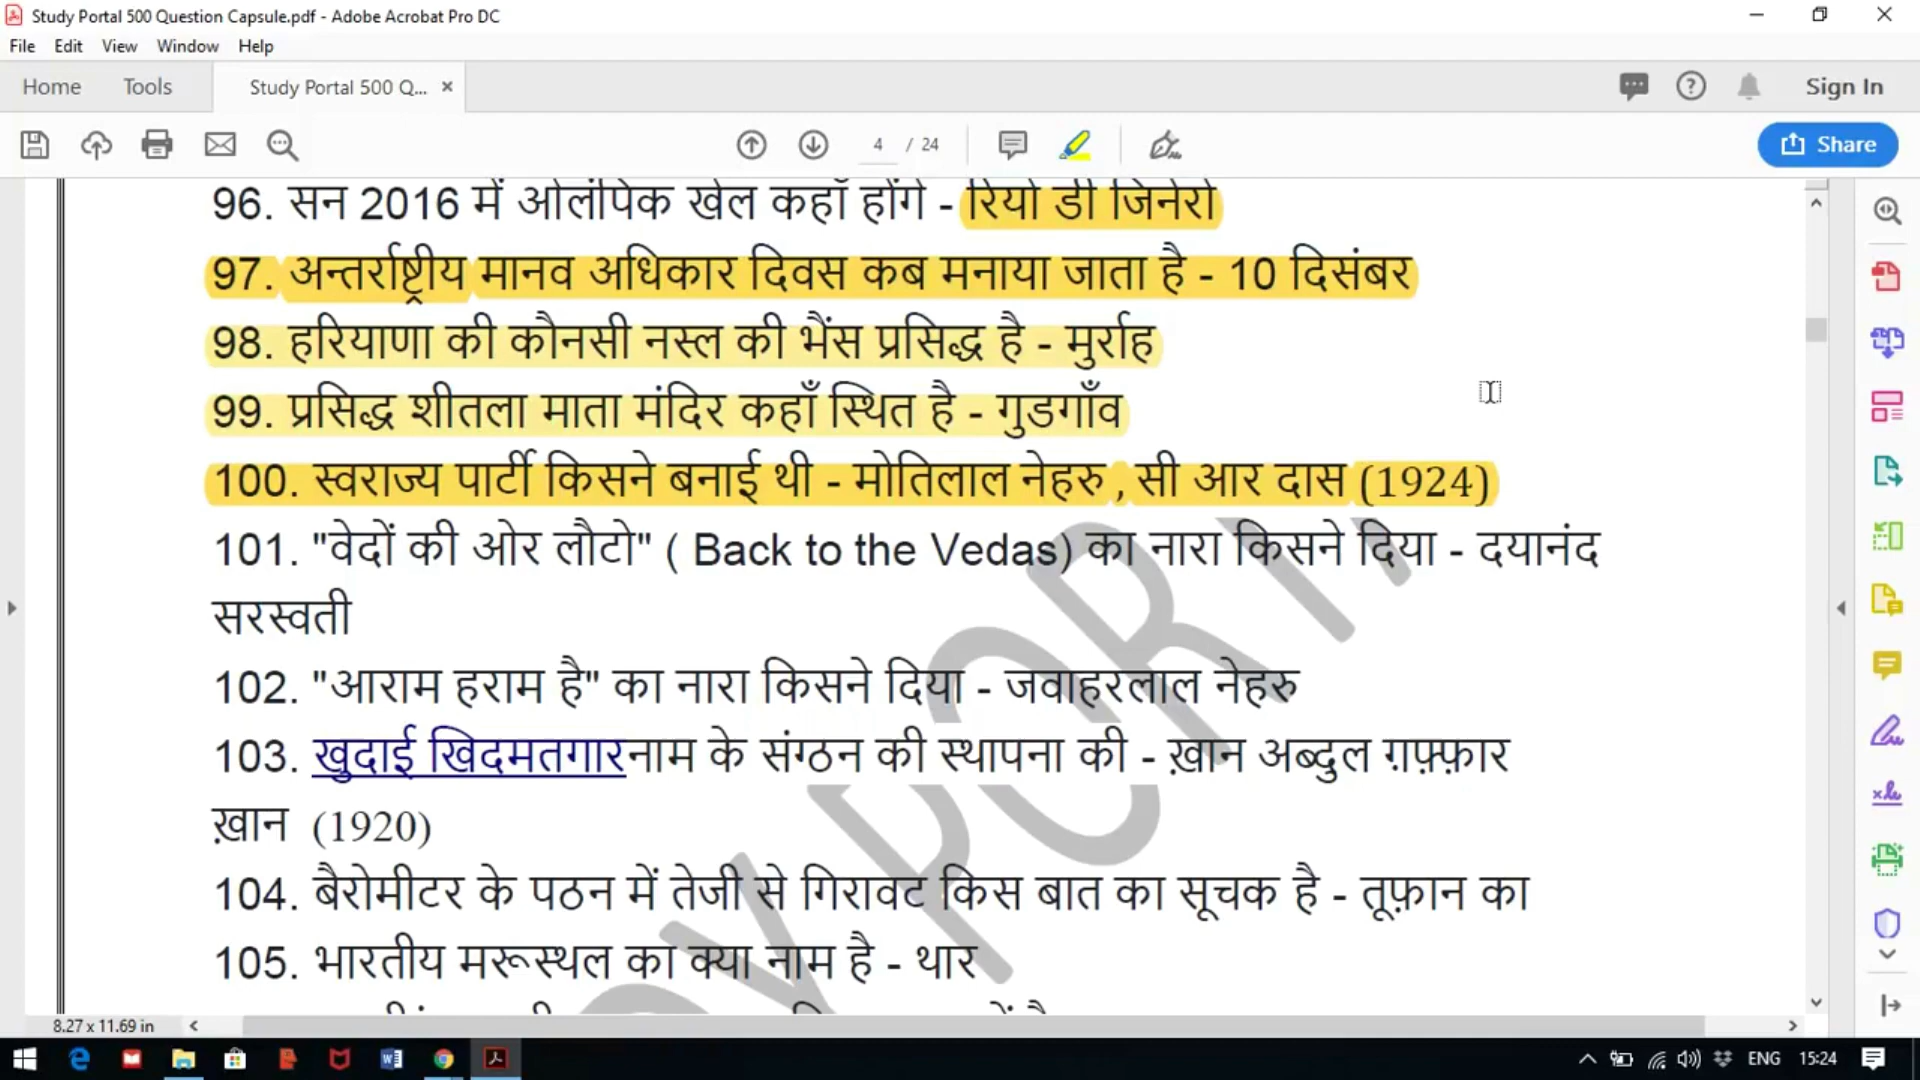 Study Portal 500 Question Capsule.pdf - Adobe Acrobat Pro DC
File Edit View Window Help
Home Tools Study Portal 500 Q... × Sign In
4 / 24 Share
96. सन 2016 में ओलंपिक खेल कहाँ होंगे - रियो डी जिनेरो
97. अन्तर्राष्ट्रीय मानव अधिकार दिवस कब मनाया जाता है - 10 दिसंबर
98. हरियाणा की कौनसी नस्ल की भैंस प्रसिद्ध है - मुर्राह
99. प्रसिद्ध शीतला माता मंदिर कहाँ स्थित है - गुडगाँव
100. स्वराज्य पार्टी किसने बनाई थी - मोतिलाल नेहरु , सी आर दास (1924)
101. "वेदों की ओर लौटो" ( Back to the Vedas) का नारा किसने दिया - दयानंद
सरस्वती
102. "आराम हराम है" का नारा किसने दिया - जवाहरलाल नेहरु
103. खुदाई खिदमतगारनाम के संग्ठन की स्थापना की - ख़ान अब्दुल ग़फ़्फ़ार
ख़ान (1920)
104. बैरोमीटर के पठन में तेजी से गिरावट किस बात का सूचक है - तूफ़ान का
105. भारतीय मरूस्थल का क्या नाम है - थार
8.27 x 11.69 in
ENG 15:24